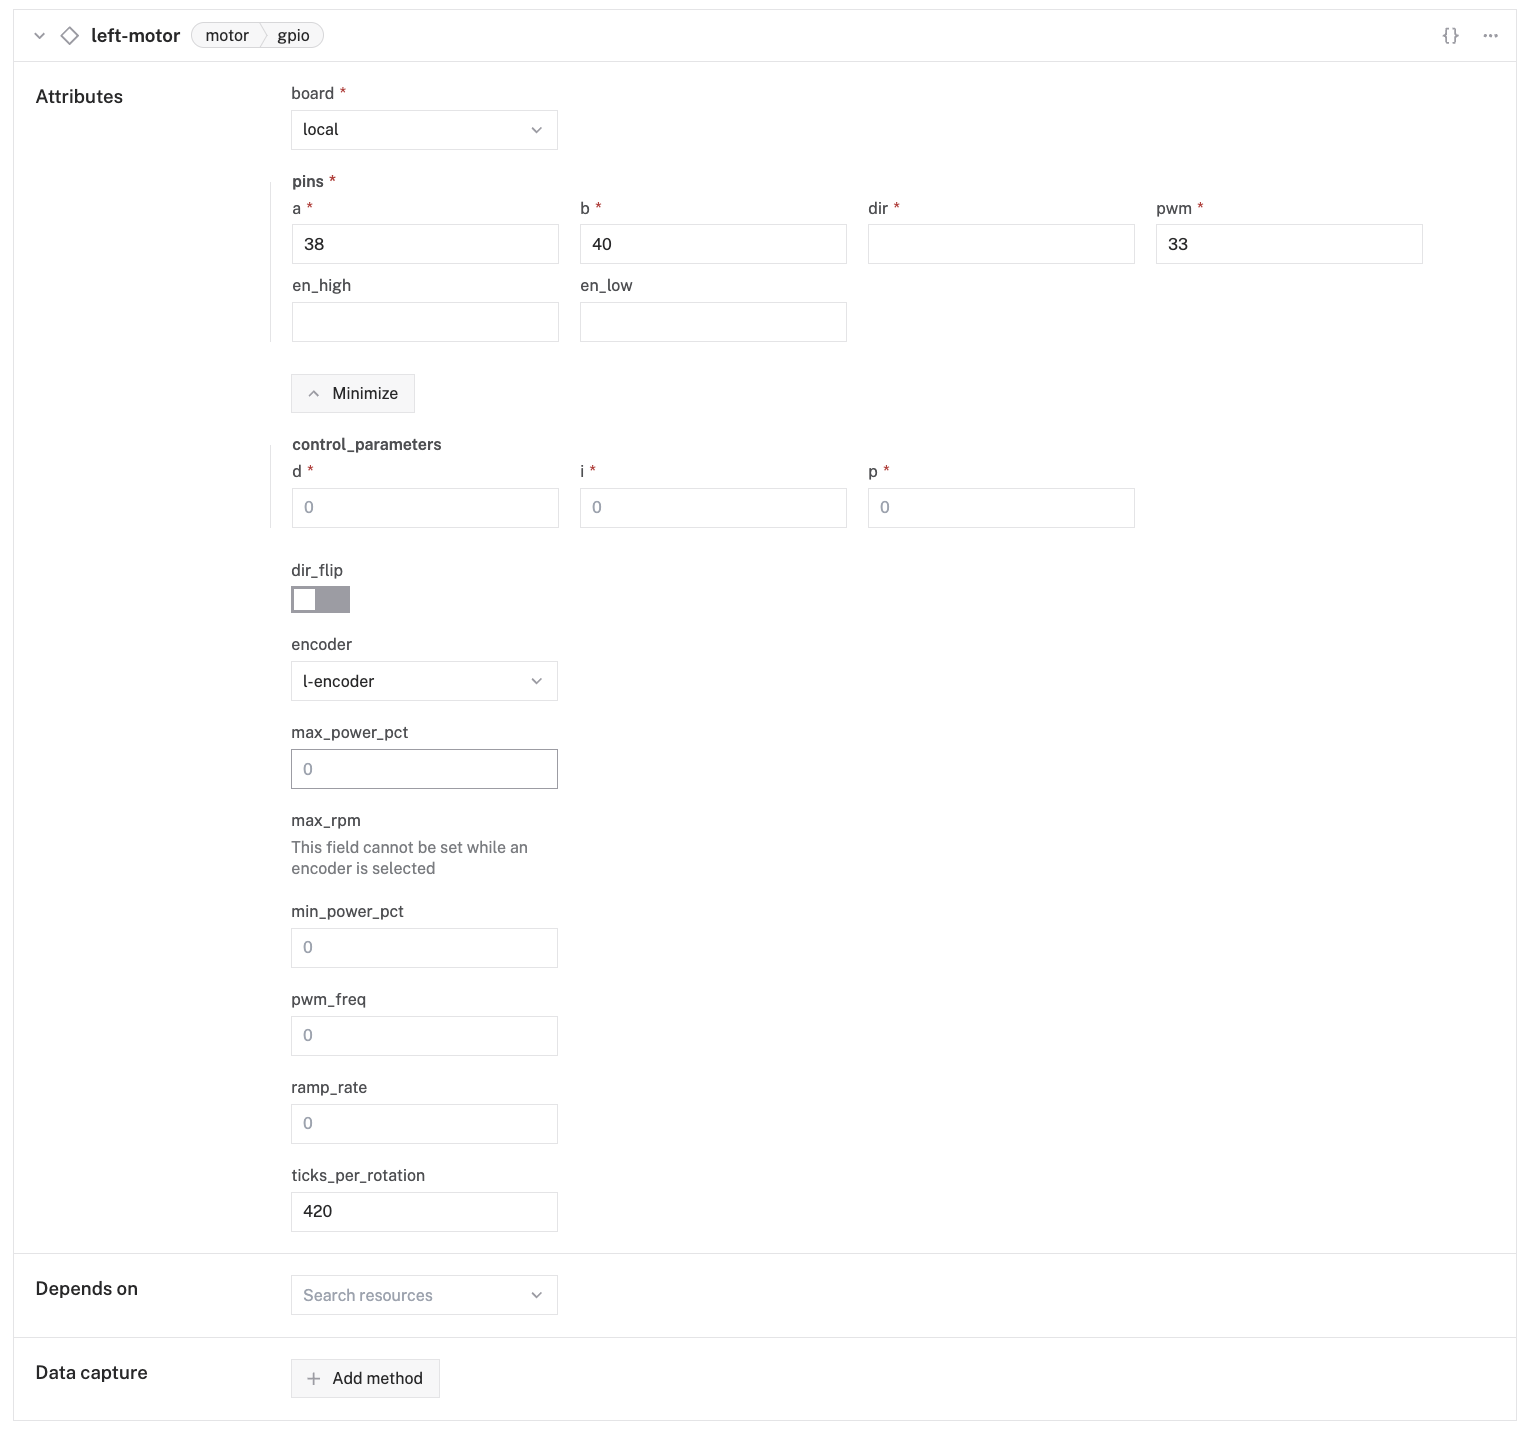 left-motor motor gpio {} ...
Attributes
board *
local
pins *
a * b * dir * pwm *
38 40 33
en_high en_low
Minimize
control_parameters
d * i * p *
0 0 0
dir_flip
encoder
l-encoder
max_power_pct
0
max_rpm
This field cannot be set while an
encoder is selected
min_power_pct
0
pwm_freq
0
ramp_rate
0
ticks_per_rotation
420
Depends on
Search resources
Data capture
+ Add method